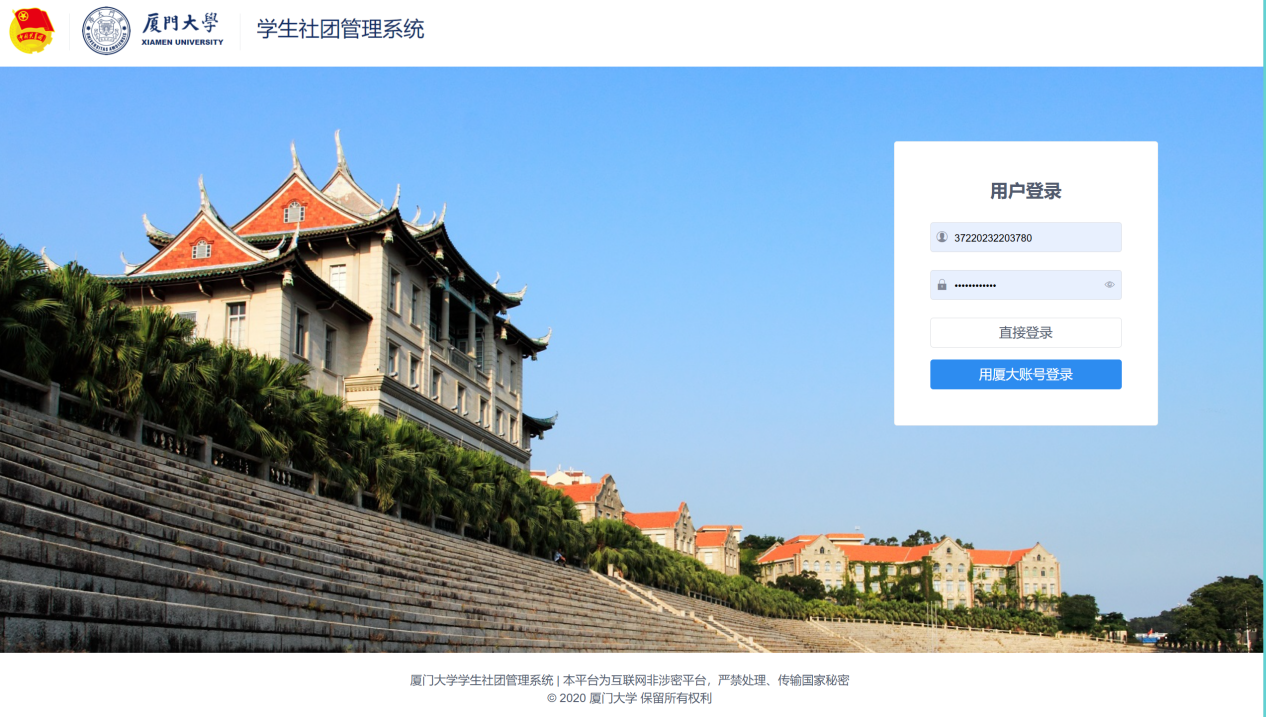 厦門大學
XIAMEN UNIVERSITY
学生社团管理系统
用户登录
37220232203780
••••••••••••
直接登录
用厦大账号登录
厦门大学学生社团管理系统 | 本平台为互联网非涉密平台，严禁处理、传输国家秘密
© 2020 厦门大学 保留所有权利